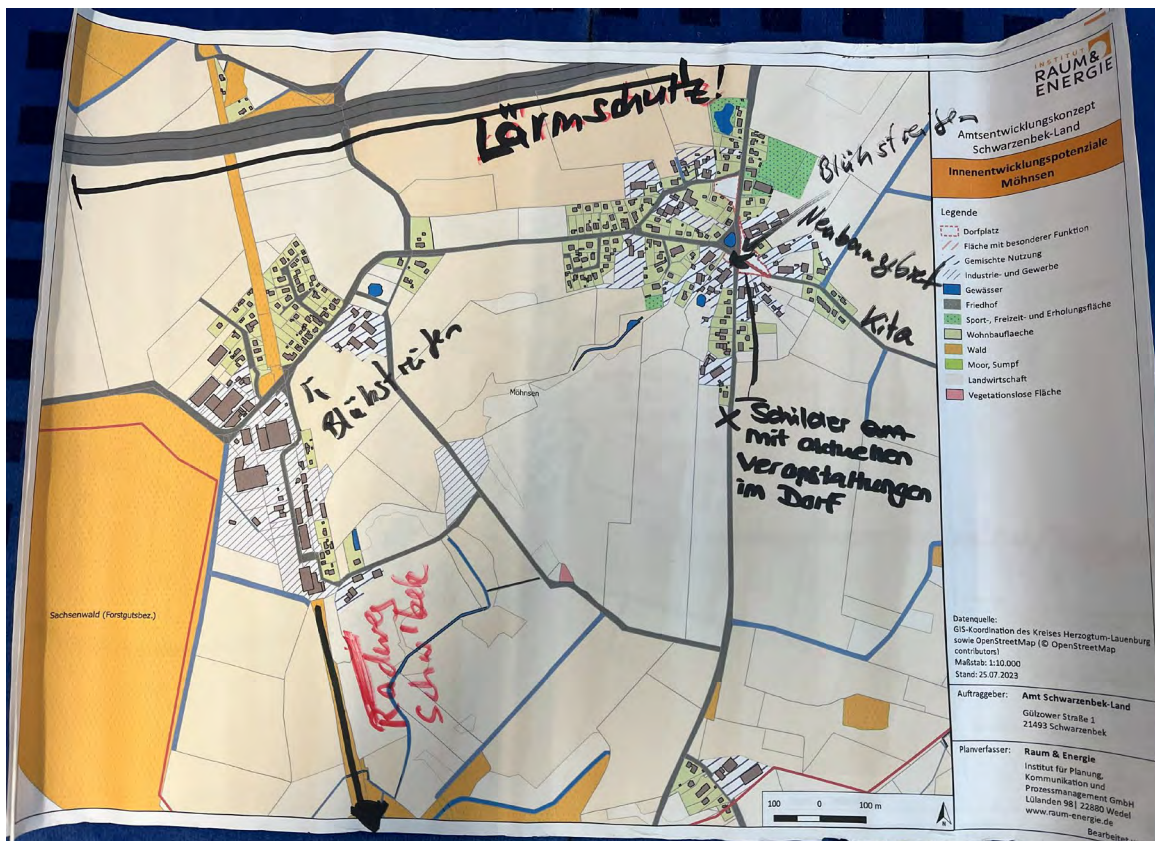 INSTITUT
RAUM&
ENERGIE
Amtsentwicklungskonzept
Schwarzenbek-Land
Innenentwicklungspotenziale
Möhnsen
Legende
Dorfplatz
Fläche mit besonderer Funktion
Gemischte Nutzung
Industrie- und Gewerbe
Gewässer
Friedhof
Sport-, Freizeit- und Erholungsfläche
Wohnbauflaeche
Wald
Moor, Sumpf
Landwirtschaft
Vegetationslose Fläche
Lärmschutz!
Blühstreifen
Neubaugebiet
Kita
Blühstreifen
Möhnsen
X Schilder am
mit aktuellen
Veranstaltungen
im Dorf
Radweg
Schwarzenbek
Sachsenwald (Forstgutsbez.)
Datenquelle:
GIS-Koordination des Kreises Herzogtum-Lauenburg
sowie OpenStreetMap (© OpenStreetMap
contributors)
Maßstab: 1:10.000
Stand: 25.07.2023
Auftraggeber: Amt Schwarzenbek-Land
Gülzower Straße 1
21493 Schwarzenbek
Planverfasser: Raum & Energie
Institut für Planung,
Kommunikation und
Prozessmanagement GmbH
Lülanden 98 | 22880 Wedel
www.raum-energie.de
Bearbeitet
100 0 100 m
N